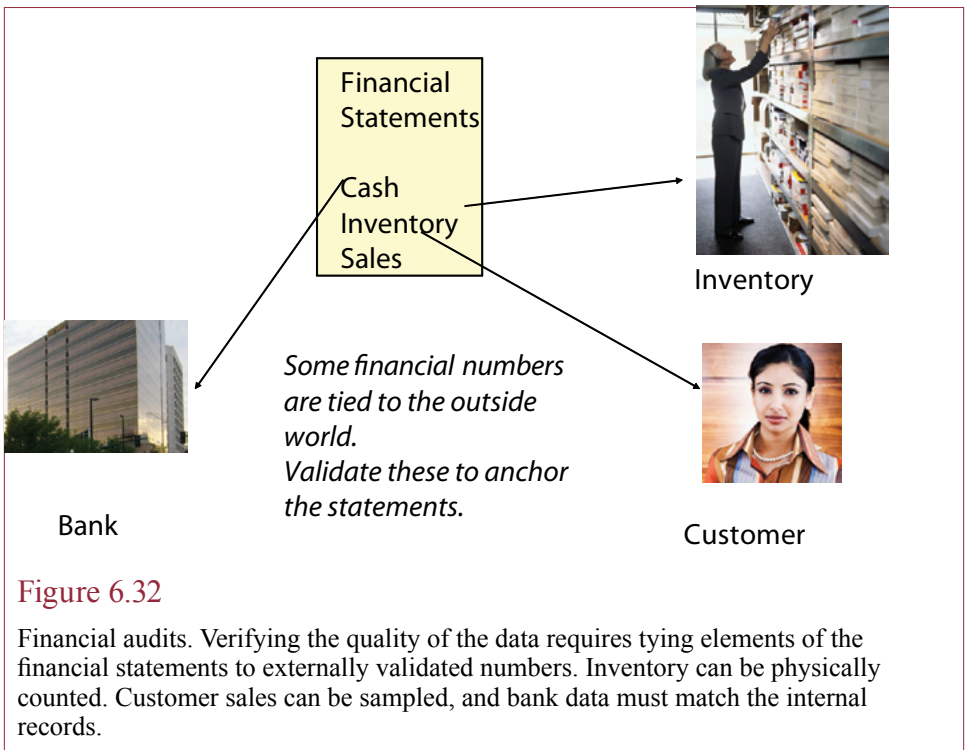 Financial
Statements
Cash
Inventory
Sales
Inventory
Some financial numbers
are tied to the outside
world.
Validate these to anchor
the statements.
Bank
Customer
Figure 6.32
Financial audits. Verifying the quality of the data requires tying elements of the
financial statements to externally validated numbers. Inventory can be physically
counted. Customer sales can be sampled, and bank data must match the internal
records.